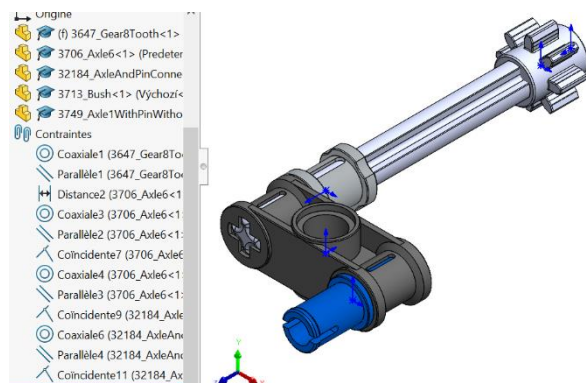 Origine
(f) 3647_Gear8Tooth<1>
3706_Axle6<1> (Predeter
32184_AxleAndPinConne
3713_Bush<1> (Výchozí<
3749_Axle1WithPinWitho
Contraintes
Coaxiale1 (3647_Gear8To
Parallèle1 (3647_Gear8To
Distance2 (3706_Axle6<1
Coaxiale3 (3706_Axle6<1
Parallèle2 (3706_Axle6<1
Coïncidente7 (3706_Axle6
Coaxiale4 (3706_Axle6<1
Parallèle3 (3706_Axle6<1
Coïncidente9 (32184_Axle
Coaxiale6 (32184_AxleAn
Parallèle4 (32184_AxleAn
Coïncidente11 (32184_Ax
Y